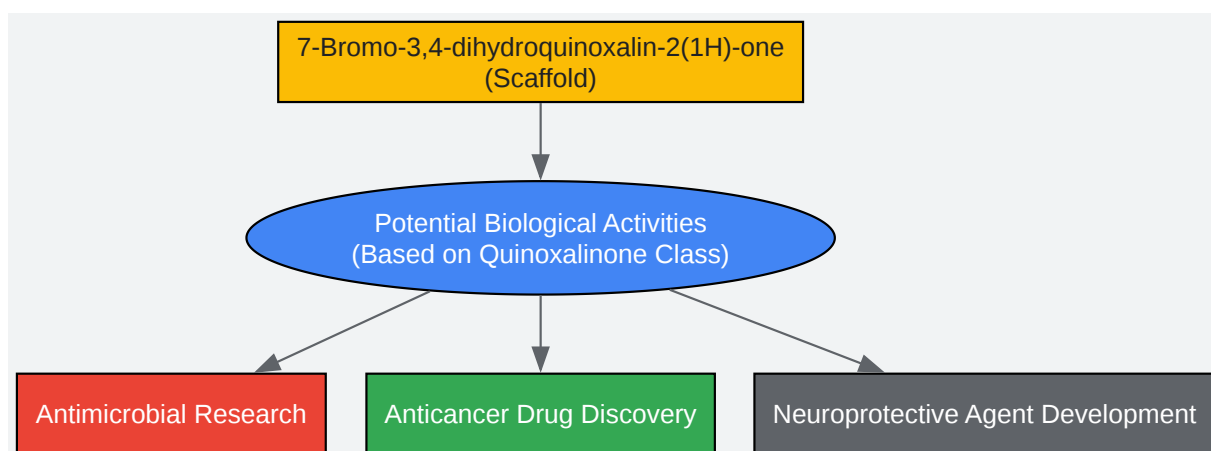 7-Bromo-3,4-dihydroquinoxalin-2(1H)-one
(Scaffold)
Potential Biological Activities
(Based on Quinoxalinone Class)
Antimicrobial Research
Anticancer Drug Discovery
Neuroprotective Agent Development